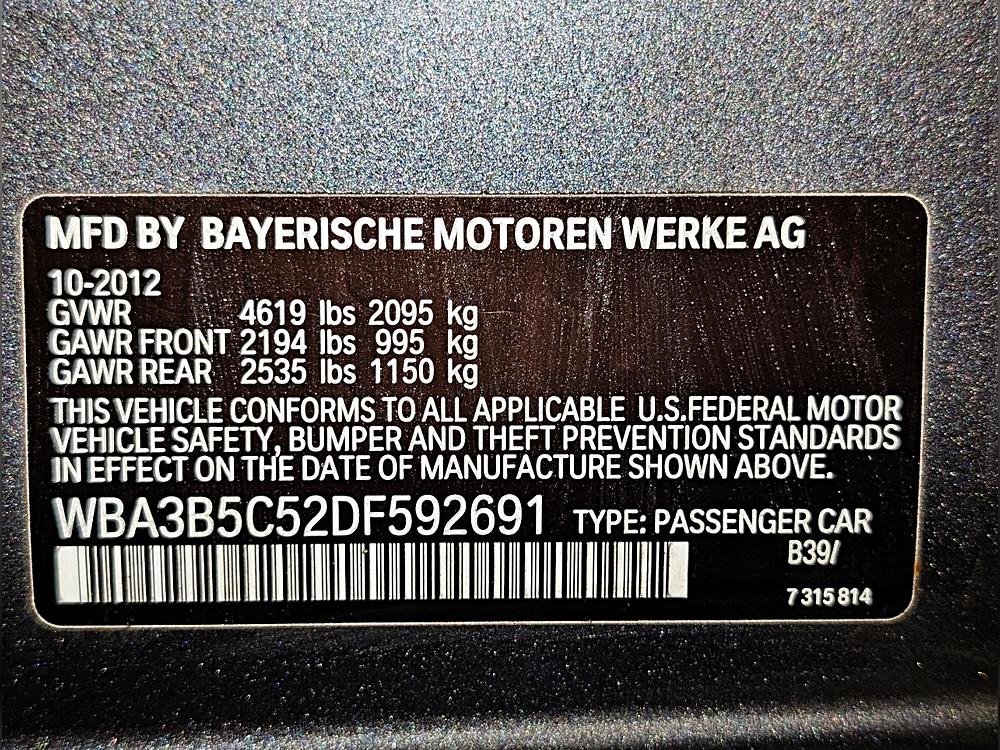 MFD BY BAYERISCHE MOTOREN WERKE AG
10-2012
GVWR 4619 lbs 2095 kg
GAWR FRONT 2194 lbs 995 kg
GAWR REAR 2535 lbs 1150 kg
THIS VEHICLE CONFORMS TO ALL APPLICABLE U.S.FEDERAL MOTOR
VEHICLE SAFETY, BUMPER AND THEFT PREVENTION STANDARDS
IN EFFECT ON THE DATE OF MANUFACTURE SHOWN ABOVE.
WBA3B5C52DF592691 TYPE: PASSENGER CAR
B39/
7 315 814